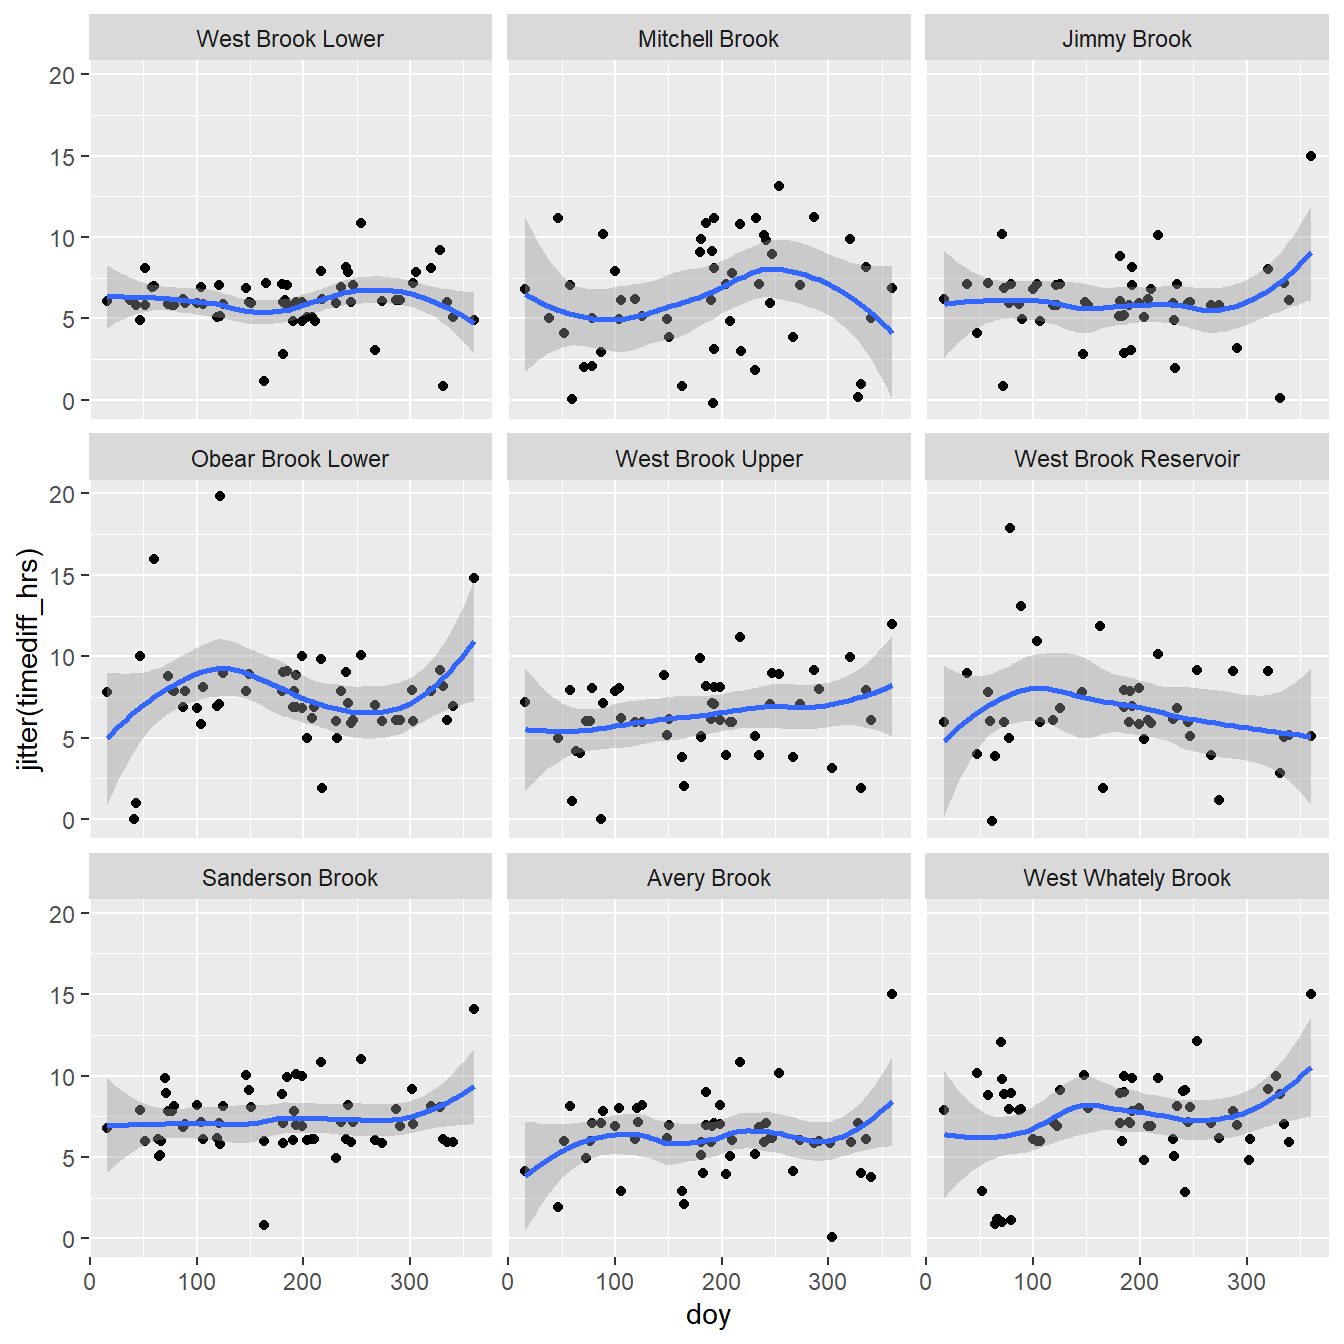 West Brook Lower Mitchell Brook Jimmy Brook
20
15
10
5
0
Obear Brook Lower West Brook Upper West Brook Reservoir
20
15
10
5
0
jitter(timediff_hrs)
Sanderson Brook Avery Brook West Whately Brook
20
15
10
5
0
0 100 200 300 0 100 200 300 0 100 200 300
doy